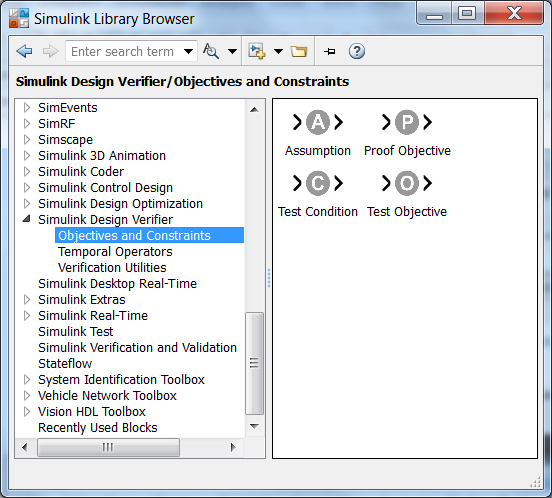 Simulink Library Browser
Enter search term
Simulink Design Verifier/Objectives and Constraints
SimEvents
SimRF
Simscape
Simulink 3D Animation
Simulink Coder
Simulink Control Design
Simulink Design Optimization
Simulink Design Verifier
Objectives and Constraints
Temporal Operators
Verification Utilities
Simulink Desktop Real-Time
Simulink Extras
Simulink Real-Time
Simulink Test
Simulink Verification and Validation
Stateflow
System Identification Toolbox
Vehicle Network Toolbox
Vision HDL Toolbox
Recently Used Blocks
A P
Assumption Proof Objective
C O
Test Condition Test Objective